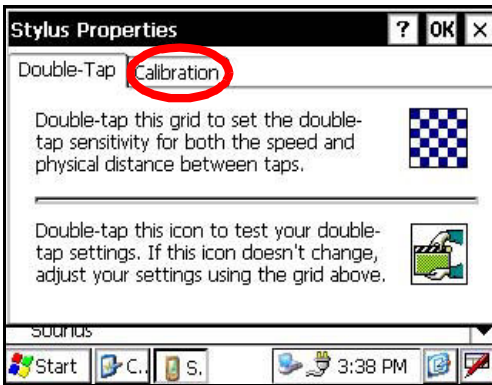 Stylus Properties ? OK ×
Double-Tap Calibration
Double-tap this grid to set the double-
tap sensitivity for both the speed and
physical distance between taps.
Double-tap this icon to test your double-
tap settings. If this icon doesn't change,
adjust your settings using the grid above.
Sounds
Start C.. S. 3:38 PM